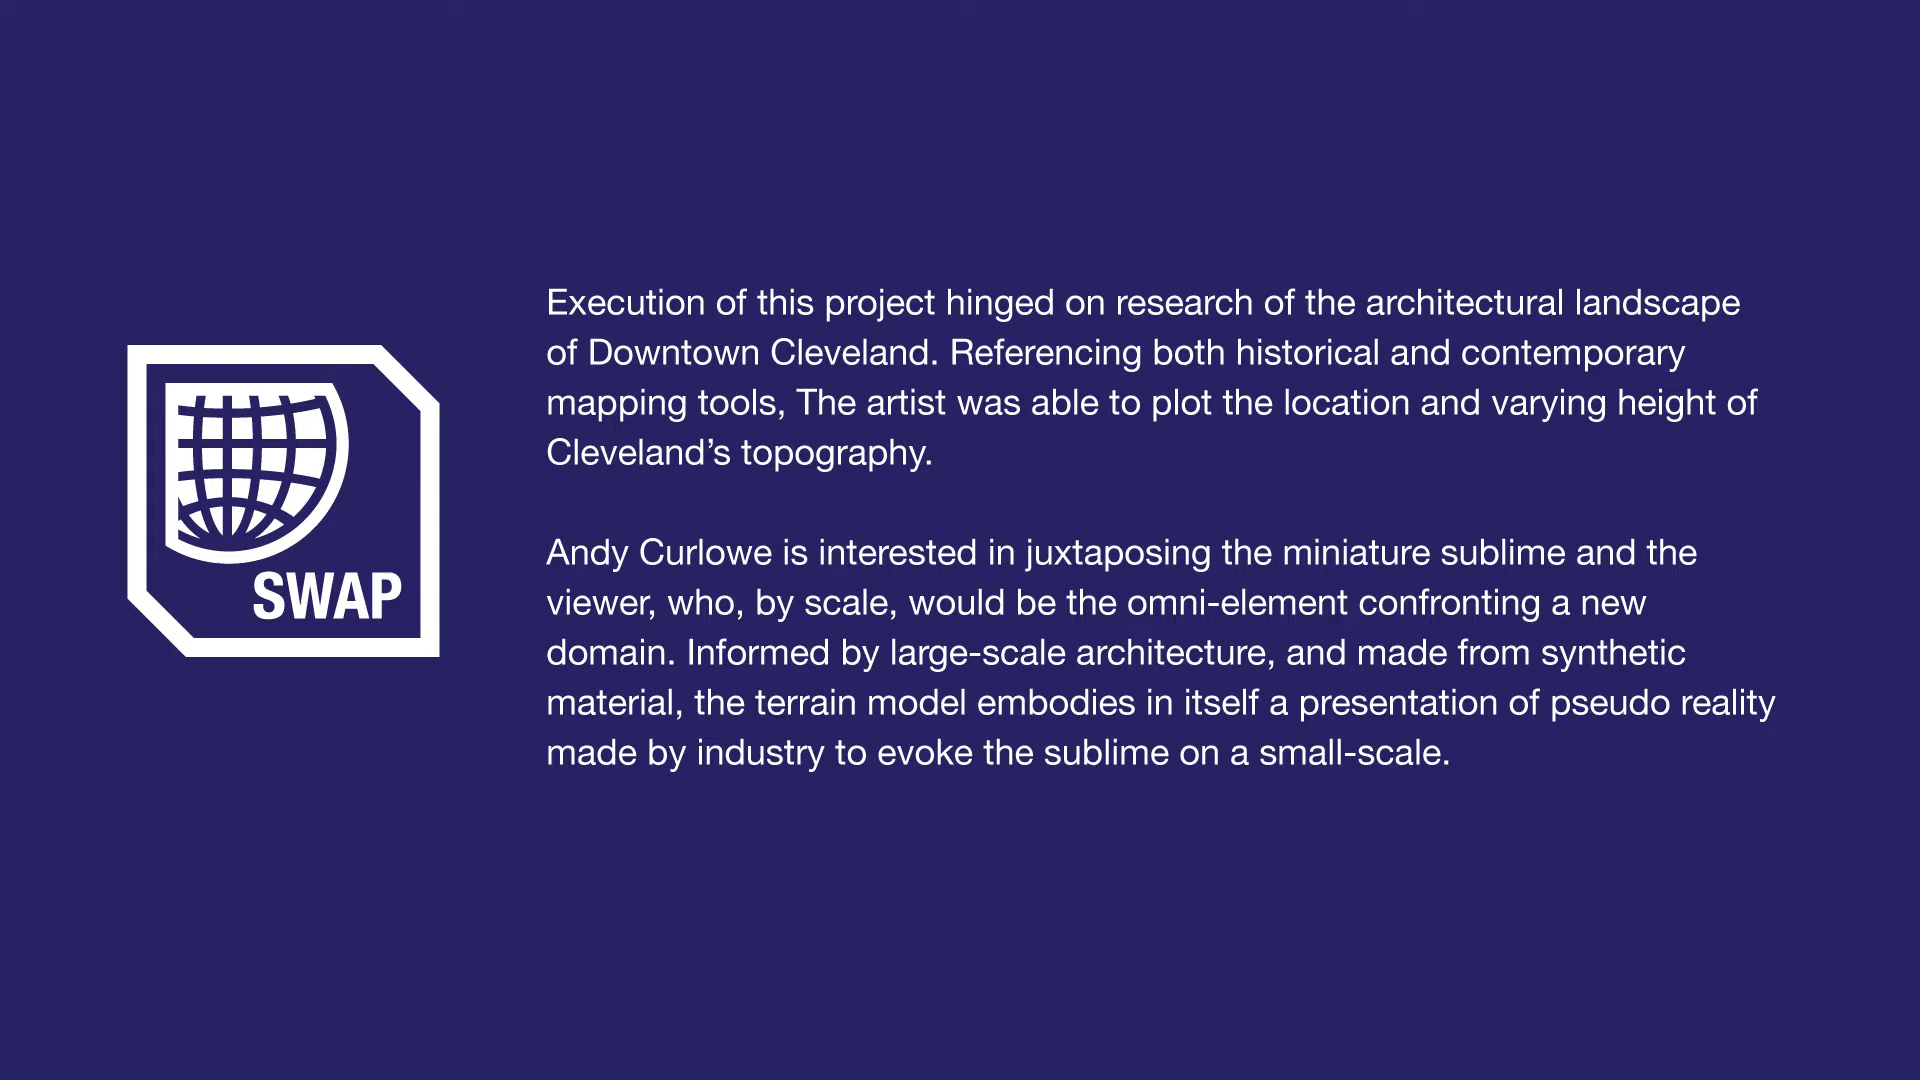 SWAP
Execution of this project hinged on research of the architectural landscape
of Downtown Cleveland. Referencing both historical and contemporary
mapping tools, The artist was able to plot the location and varying height of
Cleveland’s topography.
Andy Curlowe is interested in juxtaposing the miniature sublime and the
viewer, who, by scale, would be the omni-element confronting a new
domain. Informed by large-scale architecture, and made from synthetic
material, the terrain model embodies in itself a presentation of pseudo reality
made by industry to evoke the sublime on a small-scale.